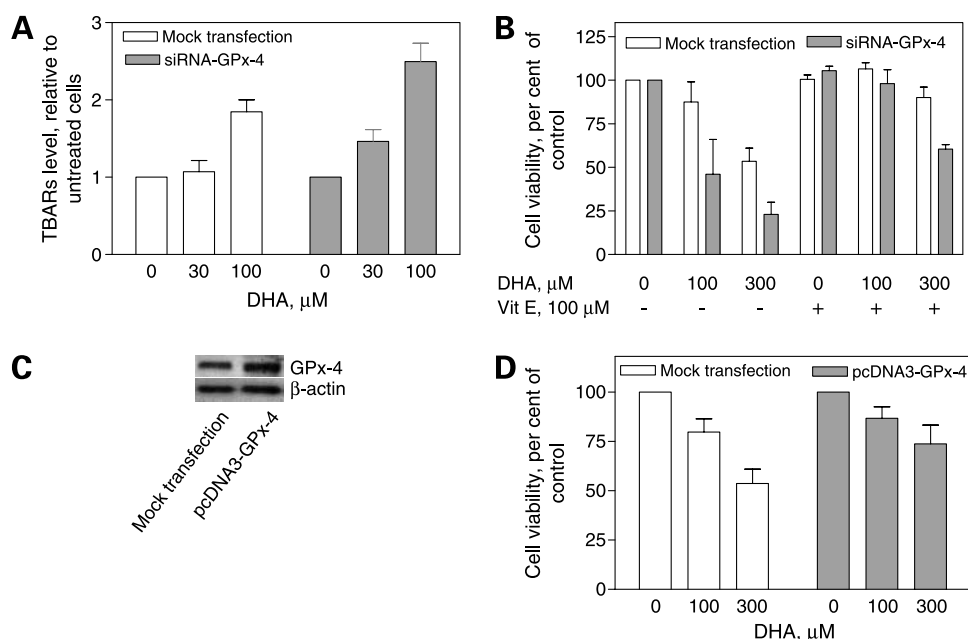 A
TBARs level, relative to
untreated cells
3
2
1
0
Mock transfection
siRNA-GPx-4
0 30 100 0 30 100
DHA, μM
B
Cell viability, per cent of
control
125
100
75
50
25
0
Mock transfection siRNA-GPx-4
DHA, μM 0 100 300 0 100 300
Vit E, 100 μM - - - + + +
C
GPx-4
β-actin
Mock transfection
pcDNA3-GPx-4
D
Cell viability, per cent of
control
100
75
50
25
0
Mock transfection pcDNA3-GPx-4
0 100 300 0 100 300
DHA, μM